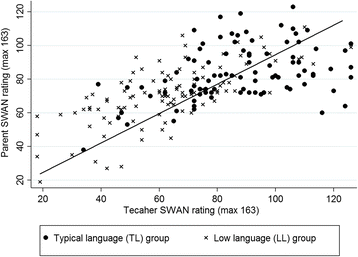 Parent SWAN rating (max 163)
120
100
80
60
40
20
20 40 60 80 100 120
Tecaher SWAN rating (max 163)
Typical language (TL) group × Low language (LL) group